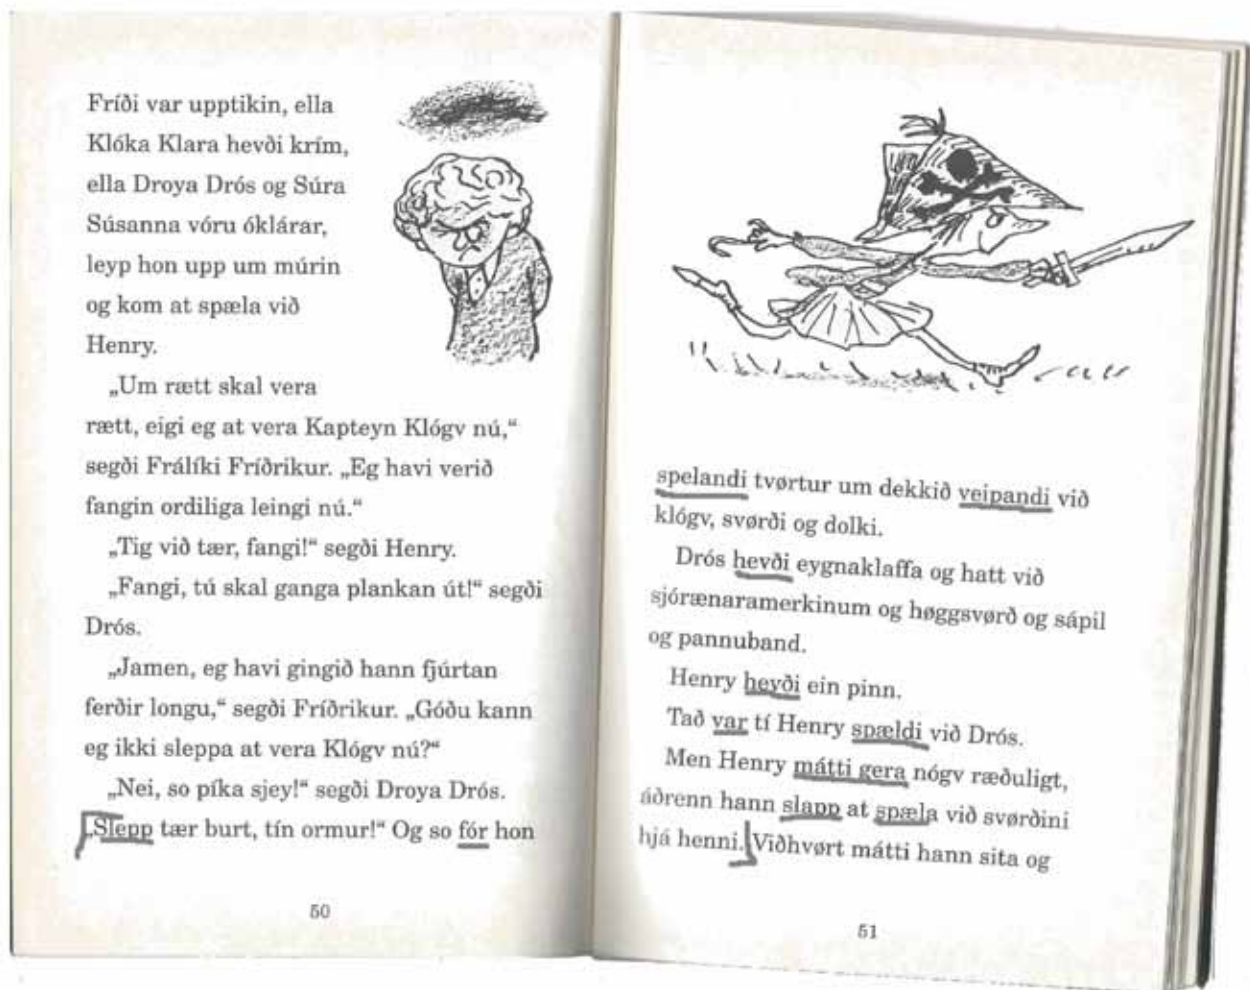 Fríði var upptikin, ella
Klóka Klara hevði krím,
ella Droya Drós og Súra
Súsanna vóru óklárar,
leyp hon upp um múrin
og kom at spæla við
Henry.
„Um rætt skal vera
rætt, eigi eg at vera Kapteyn Klógv nú,“
segði Frálíki Fríðrikur. „Eg havi verið
fangin ordiliga leingi nú.“
„Tig við tær, fangi!“ segði Henry.
„Fangi, tú skal ganga plankan út!“ segði
Drós.
„Jamen, eg havi gingið hann fjúrtan
ferðir longu,“ segði Fríðrikur. „Góðu kann
eg ikki sleppa at vera Klógv nú?“
„Nei, so píka sjey!“ segði Droya Drós.
„Slepp tær burt, tín ormur!“ Og so fór hon
50
spelandi tvørtur um dekkið veipandi við
klógv, svørði og dolki.
Drós hevði eygnaklaffa og hatt við
sjórænaramerkinum og høggsvørð og sápil
og pannuband.
Henry hevði ein pinn.
Tað var tí Henry spældi við Drós.
Men Henry mátti gera nógv ræðuligt,
áðrenn hann slapp at spæla við svørðini
hjá henni. Viðhvørt mátti hann sita og
51